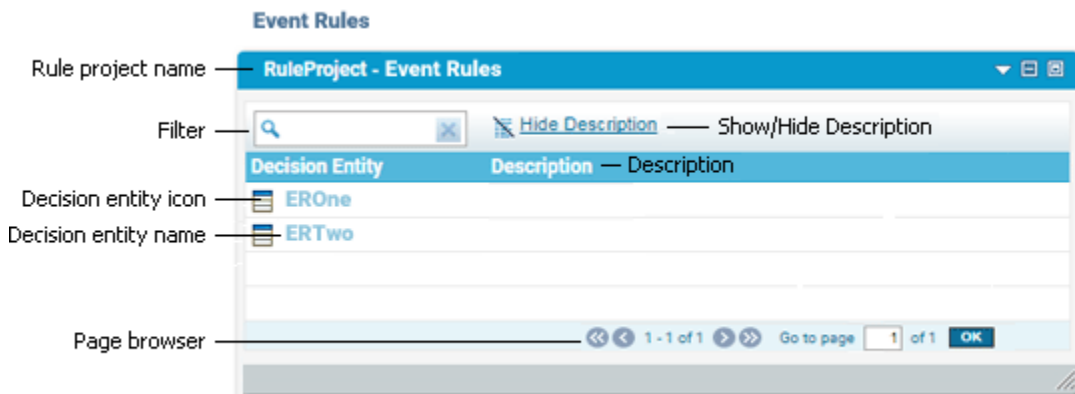 Event Rules
Rule project name RuleProject - Event Rules
Filter Hide Description Show/Hide Description
Decision Entity Description Description
Decision entity icon EROne
Decision entity name ERTwo
Page browser 1 - 1 of 1 Go to page 1 of 1 OK